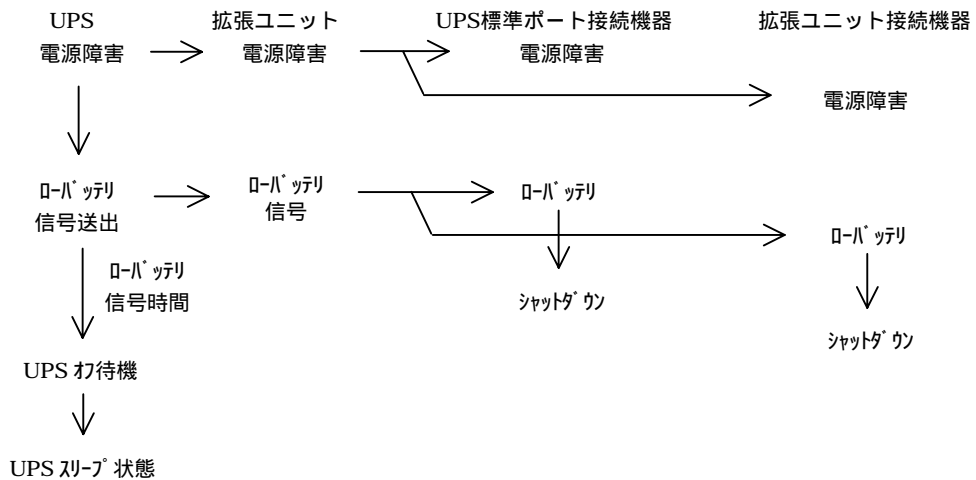 UPS 拡張ユニット UPS標準ポート接続機器 拡張ユニット接続機器
電源障害 電源障害 電源障害
電源障害
ﾛｰﾊﾞｯﾃﾘ ﾛｰﾊﾞｯﾃﾘ ﾛｰﾊﾞｯﾃﾘ
信号送出 信号
ﾛｰﾊﾞｯﾃﾘ
ﾛｰﾊﾞｯﾃﾘ
信号時間 ｼｬｯﾄﾀﾞｳﾝ
ｼｬｯﾄﾀﾞｳﾝ
UPS ｵﾌ待機
UPS ｽﾘｰﾌﾟ状態